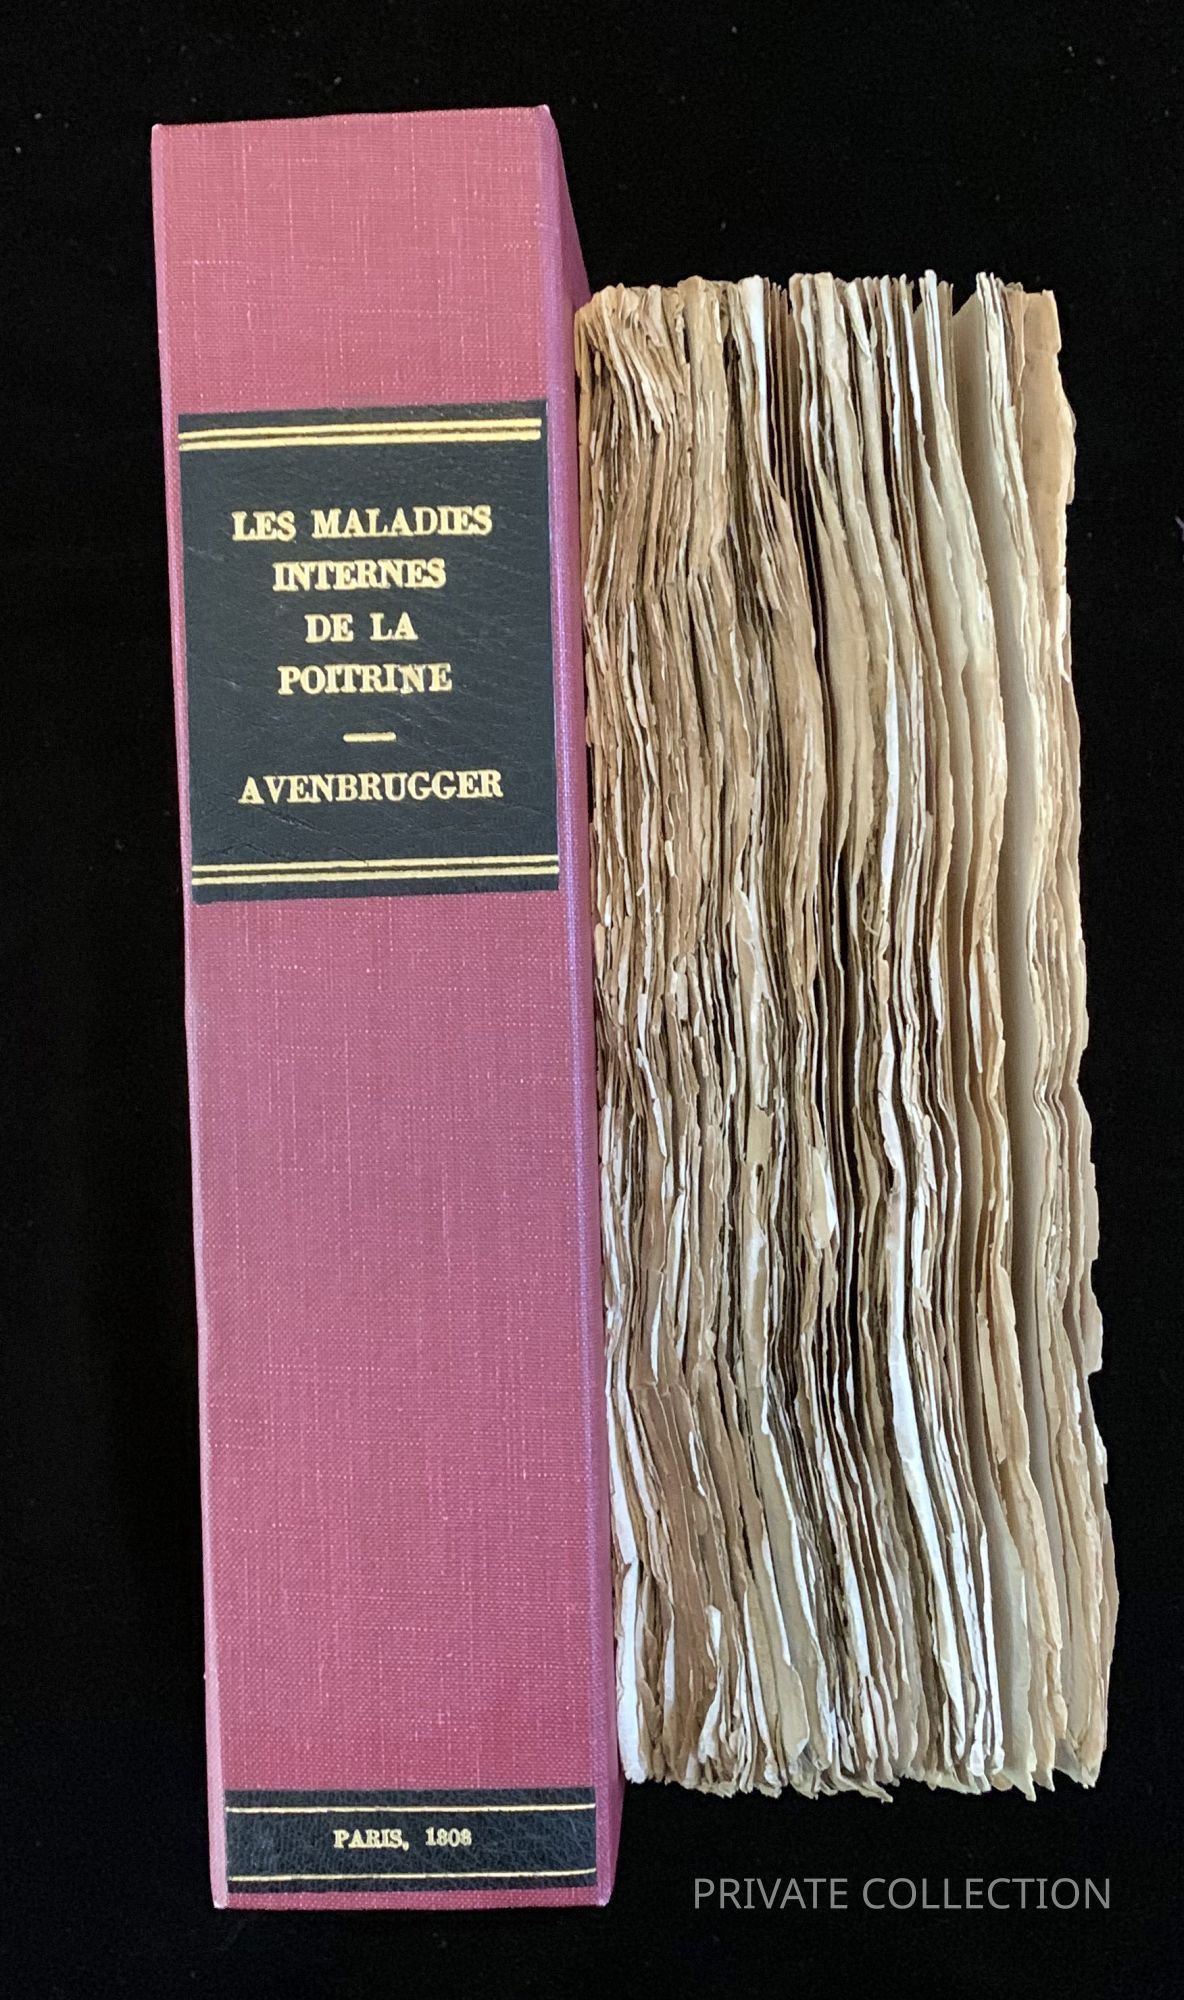 LES MALADIES
INTERNES
DE LA
POITRINE
AVENBRUGGER
PARIS, 1808
PRIVATE COLLECTION